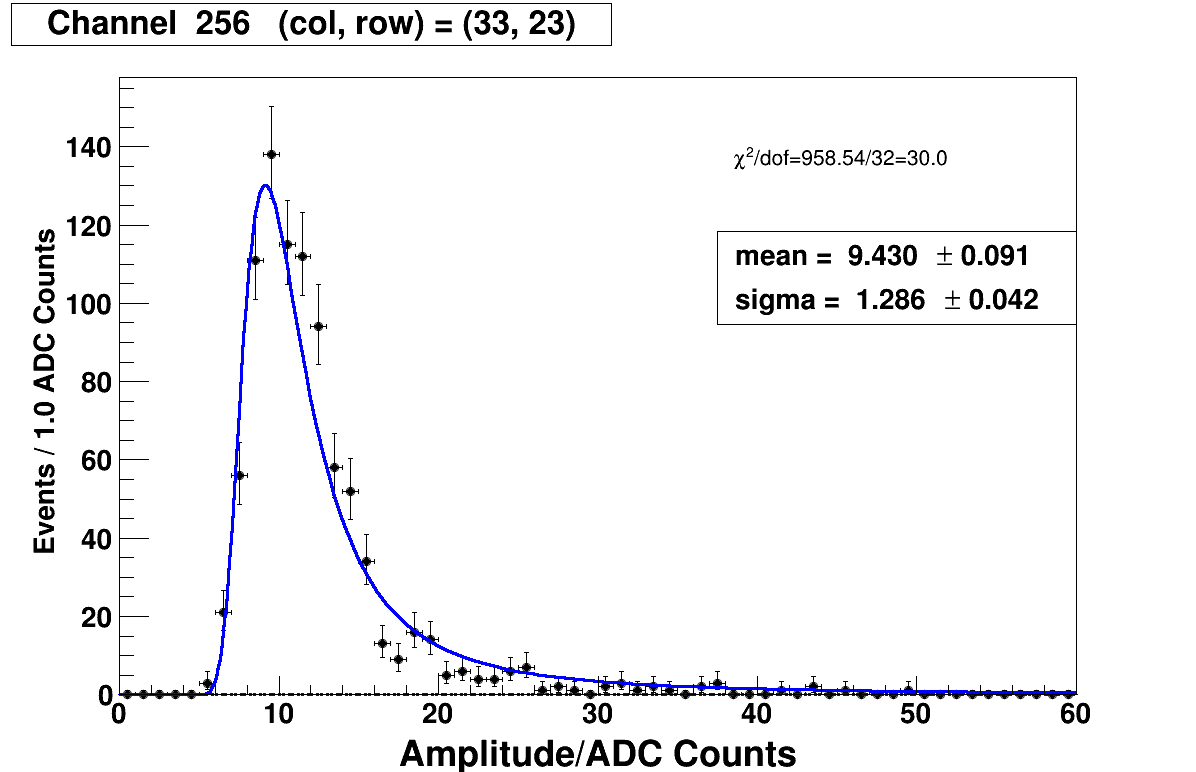 Channel 256 (col, row) = (33, 23)
χ²/dof=958.54/32=30.0
mean = 9.430 ± 0.091
sigma = 1.286 ± 0.042
Events / 1.0 ADC Counts
140
120
100
80
60
40
20
0
0 10 20 30 40 50 60
Amplitude/ADC Counts